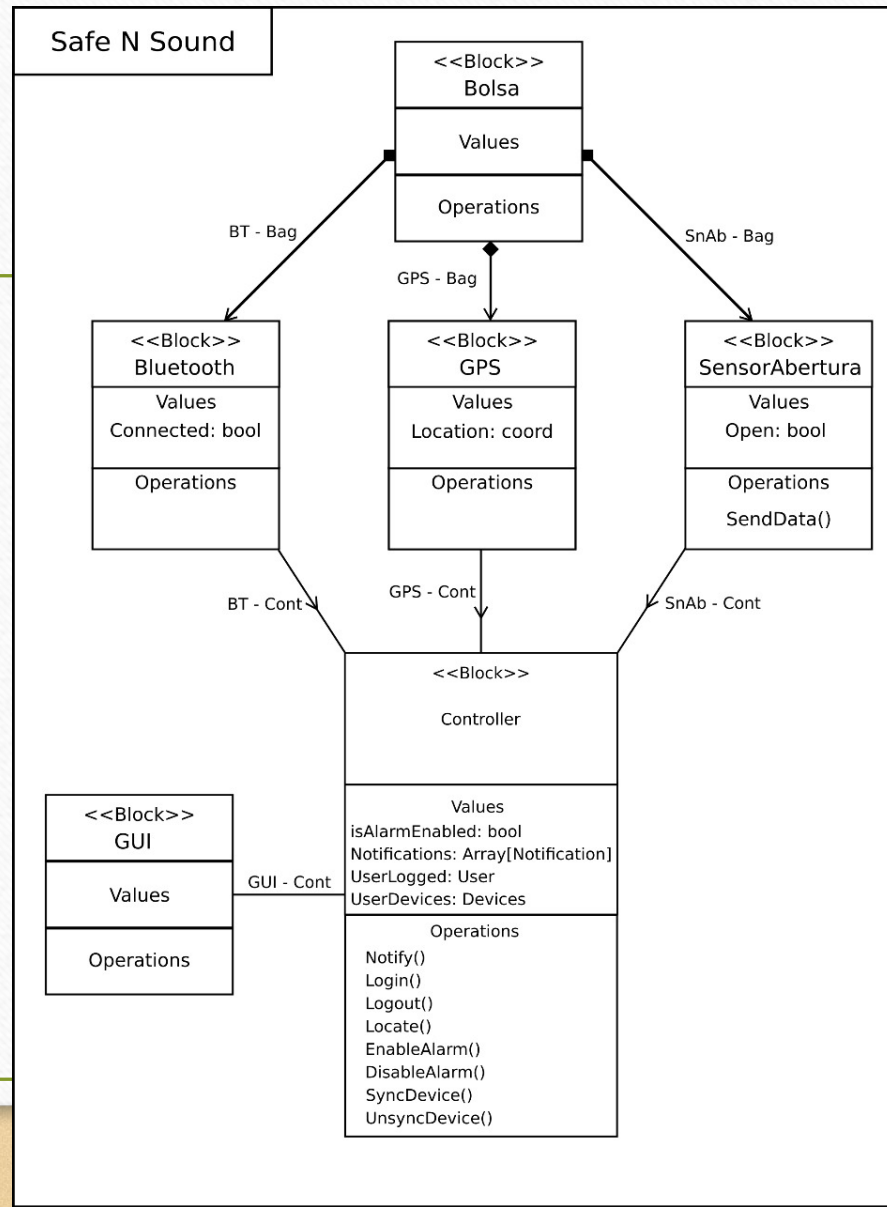 Safe N Sound
<<Block>>
Bolsa
Values
Operations
BT - Bag
GPS - Bag
SnAb - Bag
<<Block>>
Bluetooth
Values
Connected: bool
Operations
<<Block>>
GPS
Values
Location: coord
Operations
<<Block>>
SensorAbertura
Values
Open: bool
Operations
SendData()
BT - Cont
GPS - Cont
SnAb - Cont
<<Block>>
Controller
Values
isAlarmEnabled: bool
Notifications: Array[Notification]
UserLogged: User
UserDevices: Devices
Operations
Notify()
Login()
Logout()
Locate()
EnableAlarm()
DisableAlarm()
SyncDevice()
UnsyncDevice()
<<Block>>
GUI
Values
Operations
GUI - Cont